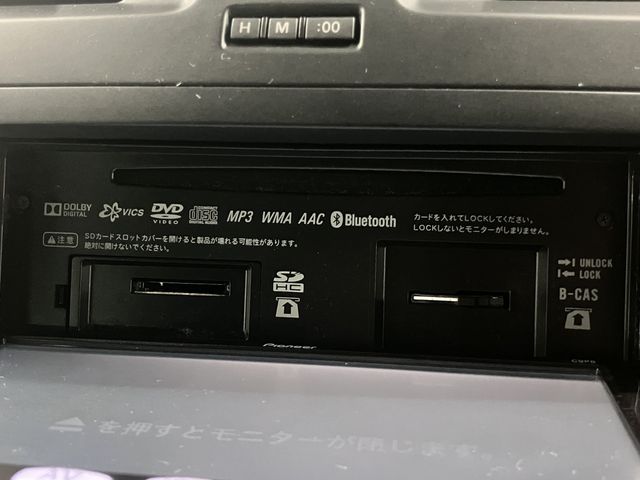 H M :00
DOLBY DIGITAL VICS DVD VIDEO COMPACT disc DIGITAL AUDIO MP3 WMA AAC Bluetooth
カードを入れてLOCKしてください。
LOCKしないとモニターがしまりません。
注意 SDカードスロットカバーを開けると製品が壊れる可能性があります。
絶対に開けないでください。
SD HC
UNLOCK
LOCK
B-CAS
Pioneer
を押すとモニターが閉じます。